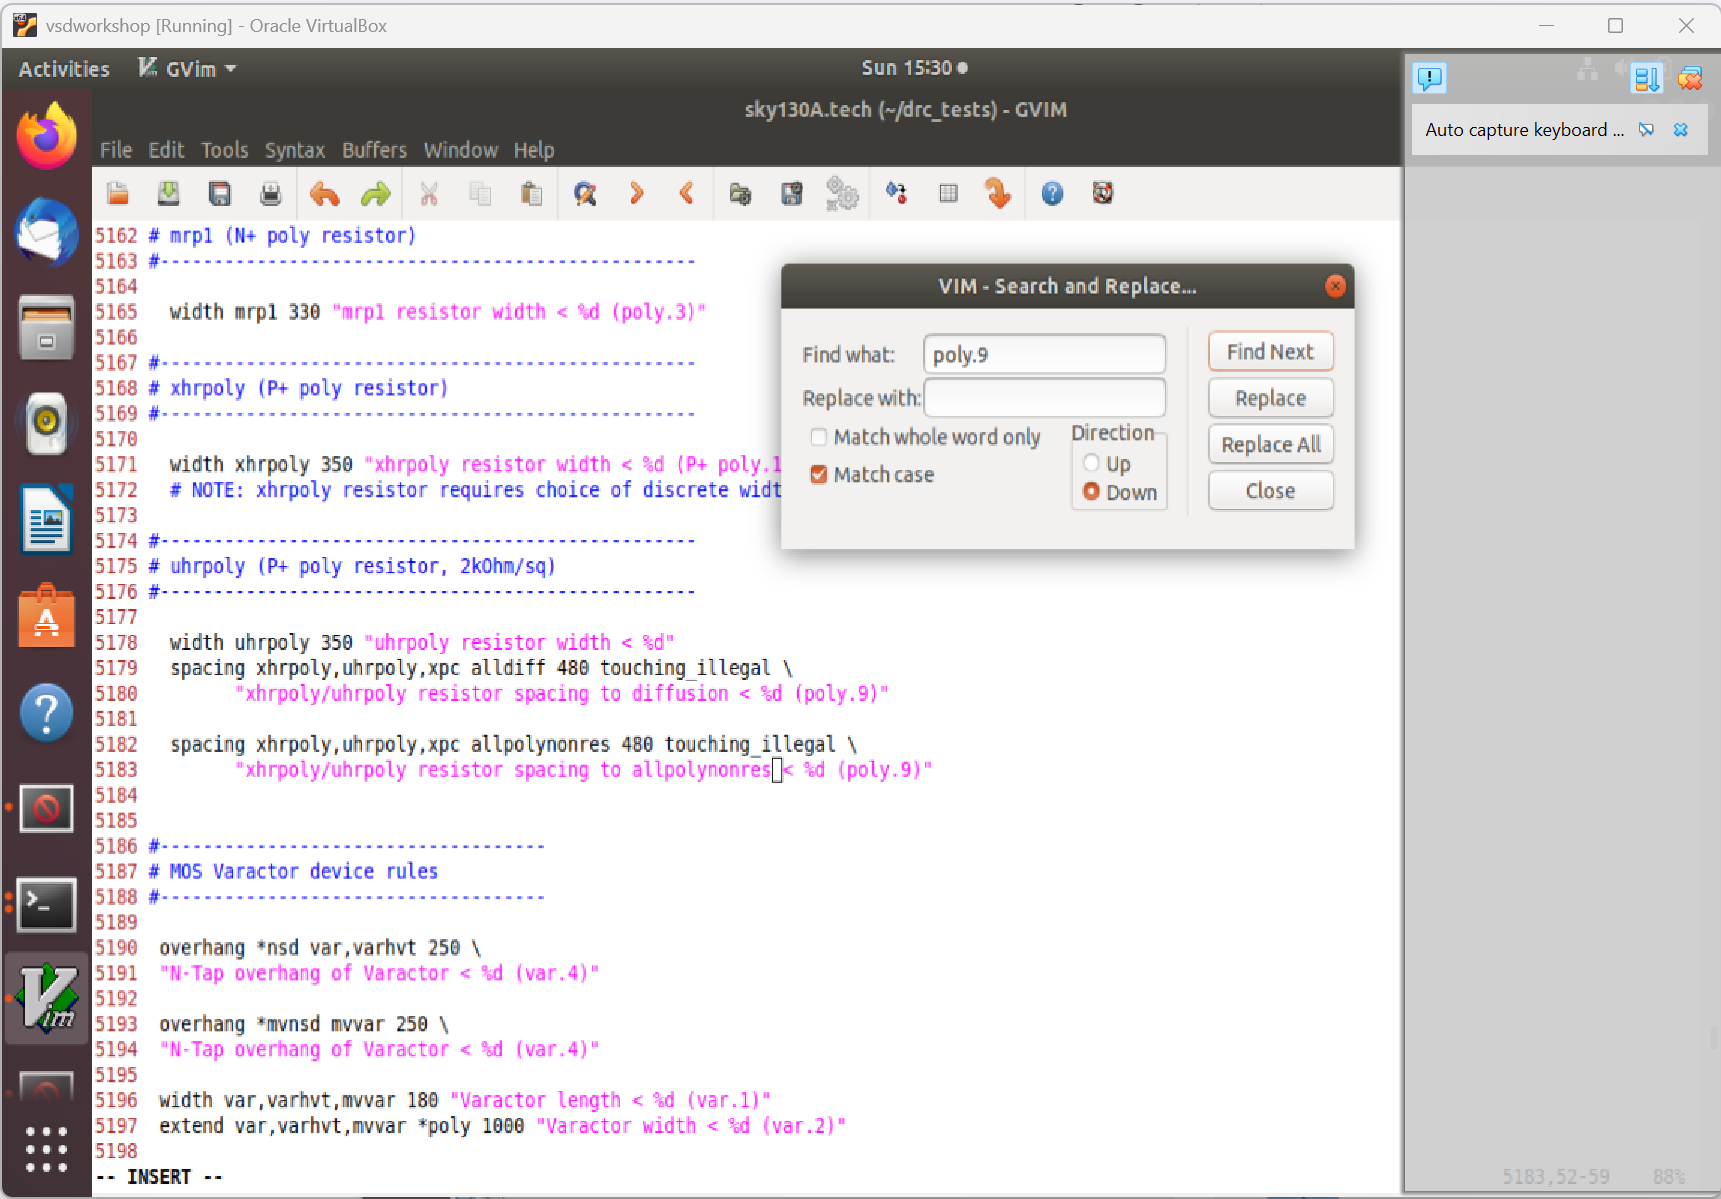 vsdworkshop [Running] - Oracle VirtualBox
Activities GVim Sun 15:30
sky130A.tech (~/drc_tests) - GVIM
Auto capture keyboard ...
File Edit Tools Syntax Buffers Window Help
5162 # mrp1 (N+ poly resistor)
5163 #--------------------------------------------------
5164
5165   width mrp1 330 "mrp1 resistor width < %d (poly.3)"
5166
5167 #--------------------------------------------------
5168 # xhrpoly (P+ poly resistor)
5169 #--------------------------------------------------
5170
5171   width xhrpoly 350 "xhrpoly resistor width < %d (P+ poly.1
5172   # NOTE: xhrpoly resistor requires choice of discrete widt
5173
5174 #--------------------------------------------------
5175 # uhrpoly (P+ poly resistor, 2kOhm/sq)
5176 #--------------------------------------------------
5177
5178   width uhrpoly 350 "uhrpoly resistor width < %d"
5179   spacing xhrpoly,uhrpoly,xpc alldiff 480 touching_illegal \
5180         "xhrpoly/uhrpoly resistor spacing to diffusion < %d (poly.9)"
5181
5182   spacing xhrpoly,uhrpoly,xpc allpolynonres 480 touching_illegal \
5183         "xhrpoly/uhrpoly resistor spacing to allpolynonres < %d (poly.9)"
5184
5185
5186 #------------------------------------
5187 # MOS Varactor device rules
5188 #------------------------------------
5189
5190  overhang *nsd var,varhvt 250 \
5191  "N-Tap overhang of Varactor < %d (var.4)"
5192
5193  overhang *mvnsd mvvar 250 \
5194  "N-Tap overhang of Varactor < %d (var.4)"
5195
5196  width var,varhvt,mvvar 180 "Varactor length < %d (var.1)"
5197  extend var,varhvt,mvvar *poly 1000 "Varactor width < %d (var.2)"
5198
-- INSERT --
5183,52-59 88%
VIM - Search and Replace...
Find what: poly.9 Find Next
Replace with: Replace
Match whole word only Direction Replace All
Match case Up
Down Close